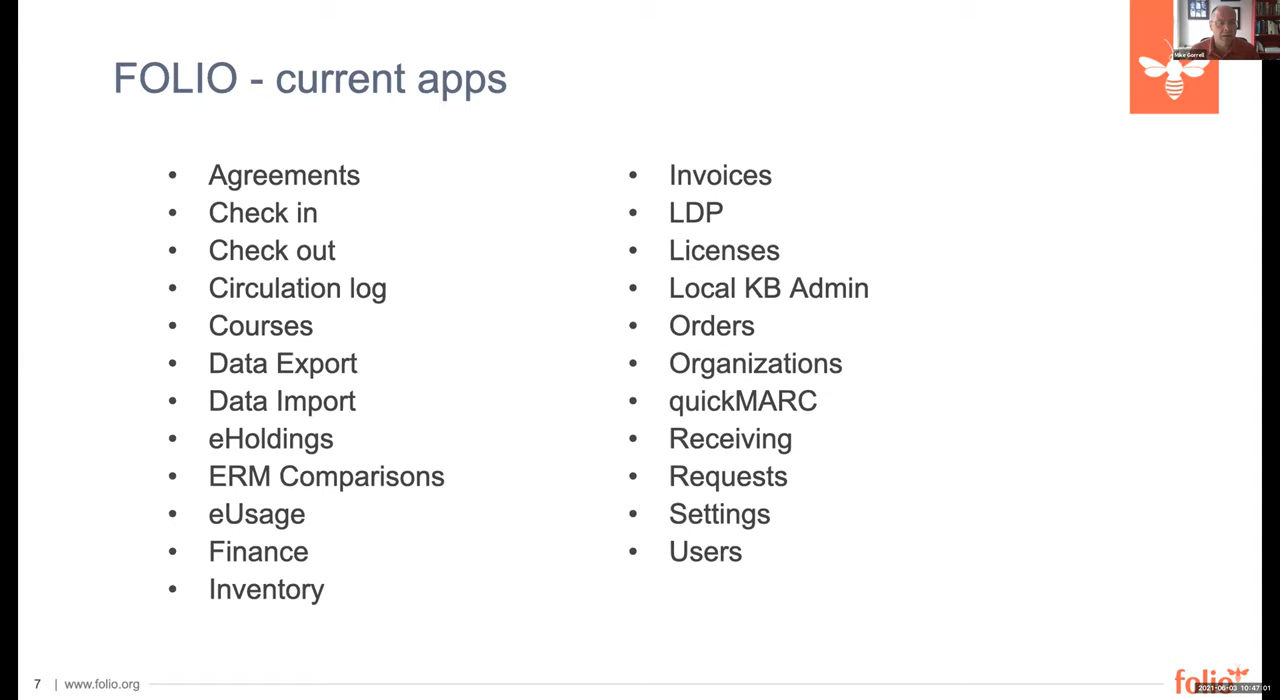 FOLIO - current apps
Mike Gorrell
• Agreements
• Check in
• Check out
• Circulation log
• Courses
• Data Export
• Data Import
• eHoldings
• ERM Comparisons
• eUsage
• Finance
• Inventory
• Invoices
• LDP
• Licenses
• Local KB Admin
• Orders
• Organizations
• quickMARC
• Receiving
• Requests
• Settings
• Users
7 | www.folio.org
folio
2021-06-03 10:47:01